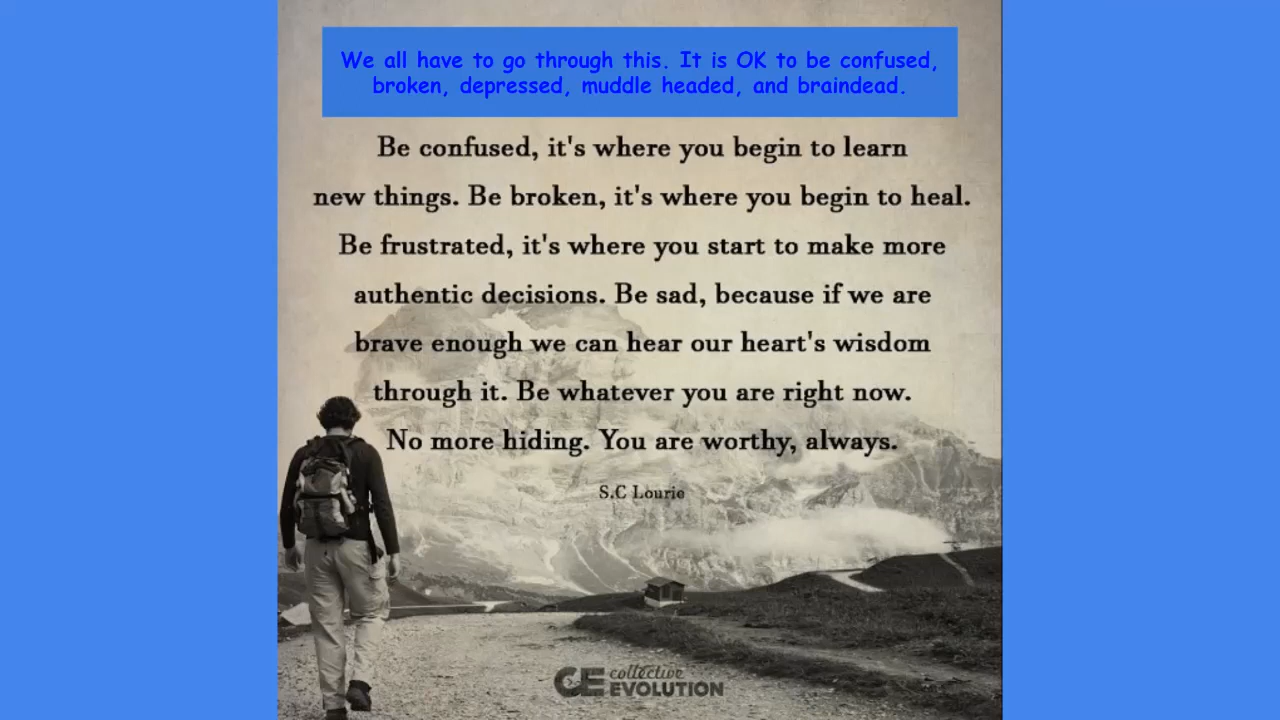 We all have to go through this. It is OK to be confused,
broken, depressed, muddle headed, and braindead.
Be confused, it's where you begin to learn
new things. Be broken, it's where you begin to heal.
Be frustrated, it's where you start to make more
authentic decisions. Be sad, because if we are
brave enough we can hear our heart's wisdom
through it. Be whatever you are right now.
No more hiding. You are worthy, always.
S.C Lourie
CE collective
EVOLUTION